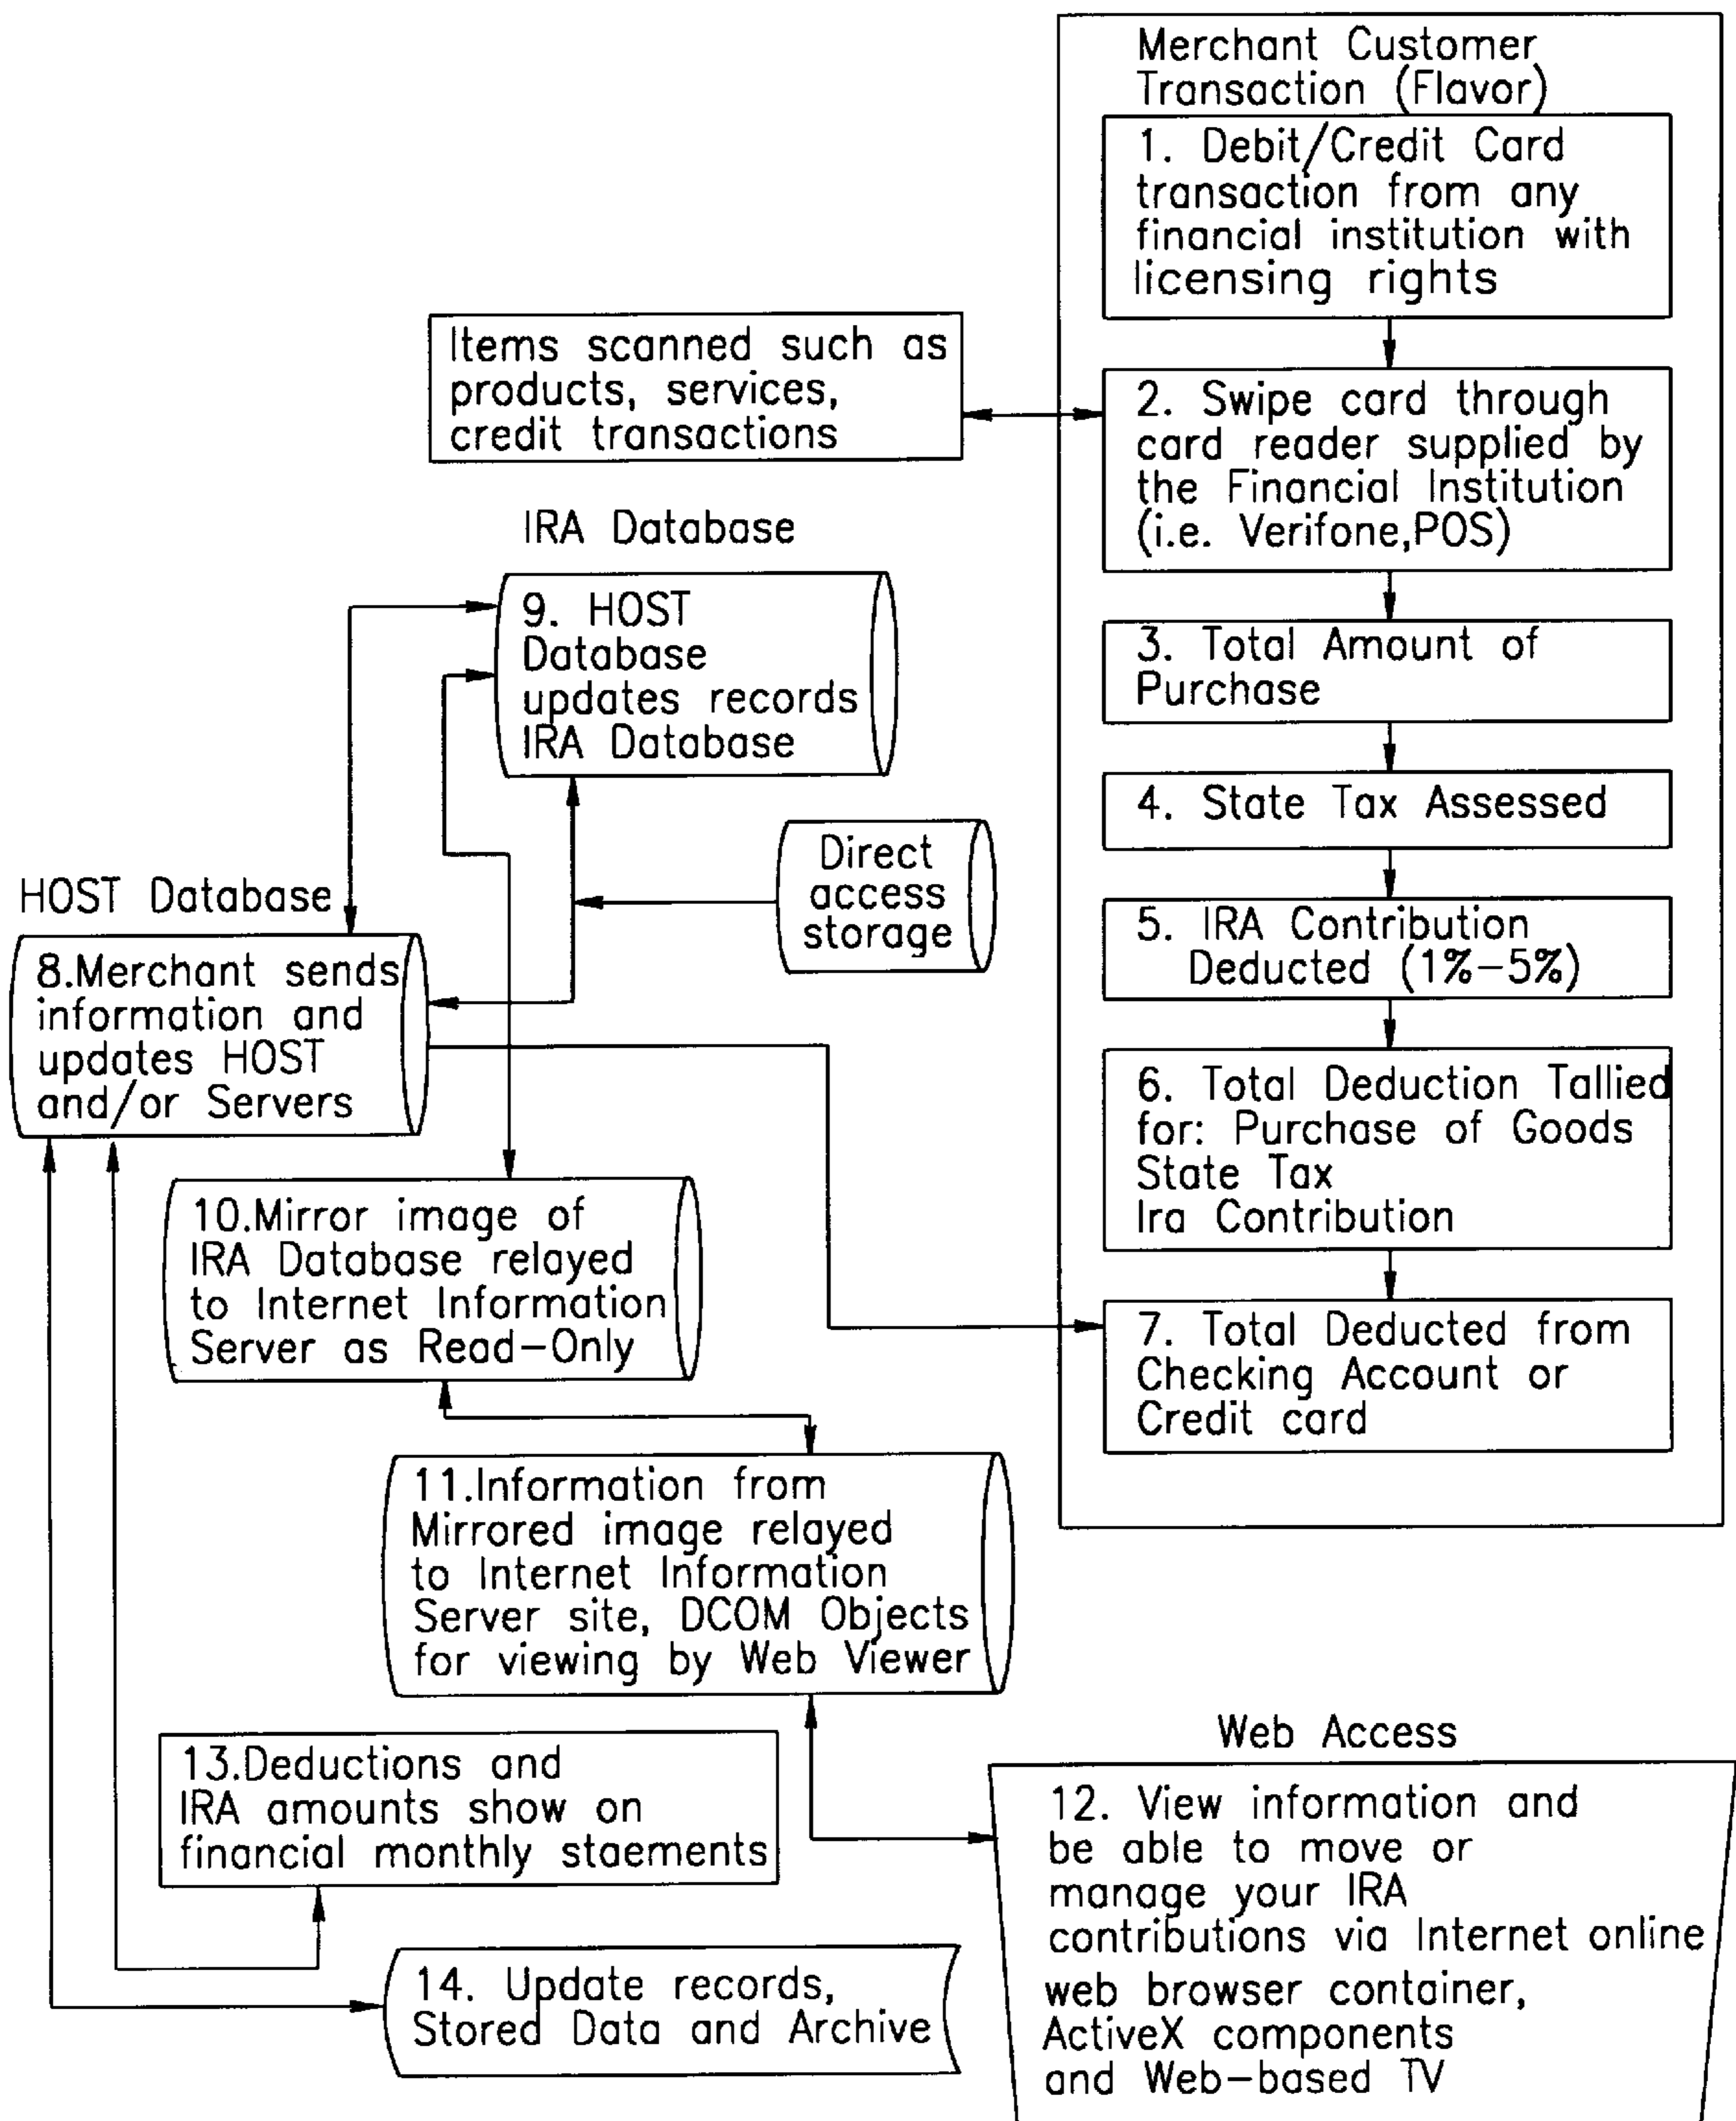 Merchant Customer
Transaction (Flavor)
1. Debit/Credit Card
transaction from any
financial institution with
licensing rights
Items scanned such as
products, services,
credit transactions
2. Swipe card through
card reader supplied by
the Financial Institution
(i.e. Verifone,POS)
3. Total Amount of
Purchase
4. State Tax Assessed
5. IRA Contribution
Deducted (1%-5%)
6. Total Deduction Tallied
for: Purchase of Goods
State Tax
Ira Contribution
7. Total Deducted from
Checking Account or
Credit card
IRA Database
9. HOST
Database
updates records
IRA Database
Direct
access
storage
HOST Database
8.Merchant sends
information and
updates HOST
and/or Servers
10.Mirror image of
IRA Database relayed
to Internet Information
Server as Read-Only
11.Information from
Mirrored image relayed
to Internet Information
Server site, DCOM Objects
for viewing by Web Viewer
Web Access
12. View information and
be able to move or
manage your IRA
contributions via Internet online
web browser container,
ActiveX components
and Web-based TV
13.Deductions and
IRA amounts show on
financial monthly staements
14. Update records,
Stored Data and Archive